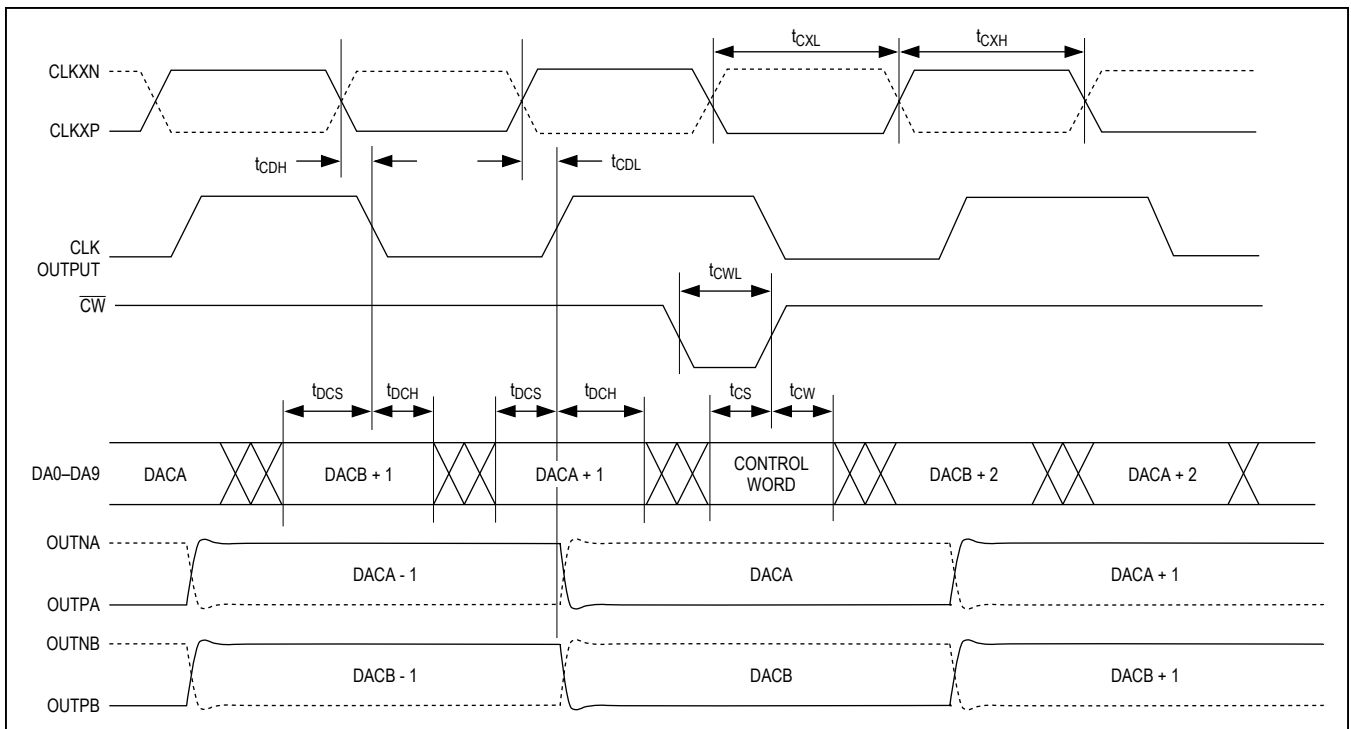 tCXL tCXH
CLKXN
CLKXP
tCDH tCDL
CLK
OUTPUT
tCWL
CW
tDCS tDCH tDCS tDCH tCS tCW
DA0–DA9 DACA DACB + 1 DACA + 1 CONTROL WORD DACB + 2 DACA + 2
OUTNA
DACA - 1 DACA DACA + 1
OUTPA
OUTNB
DACB - 1 DACB DACB + 1
OUTPB